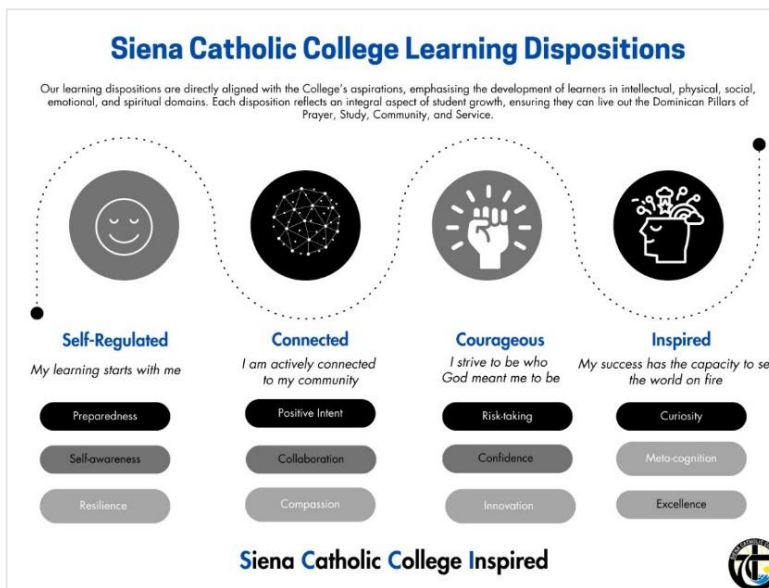 Siena Catholic College Learning Dispositions
Our learning dispositions are directly aligned with the College's aspirations, emphasising the development of learners in intellectual, physical, social,
emotional, and spiritual domains. Each disposition reflects an integral aspect of student growth, ensuring they can live out the Dominican Pillars of
Prayer, Study, Community, and Service.
Self-Regulated
My learning starts with me
Preparedness
Self-awareness
Resilience
Connected
I am actively connected
to my community
Positive Intent
Collaboration
Compassion
Courageous
I strive to be who
God meant me to be
Risk-taking
Confidence
Innovation
Inspired
My success has the capacity to se
the world on fire
Curiosity
Meta-cognition
Excellence
Siena Catholic College Inspired